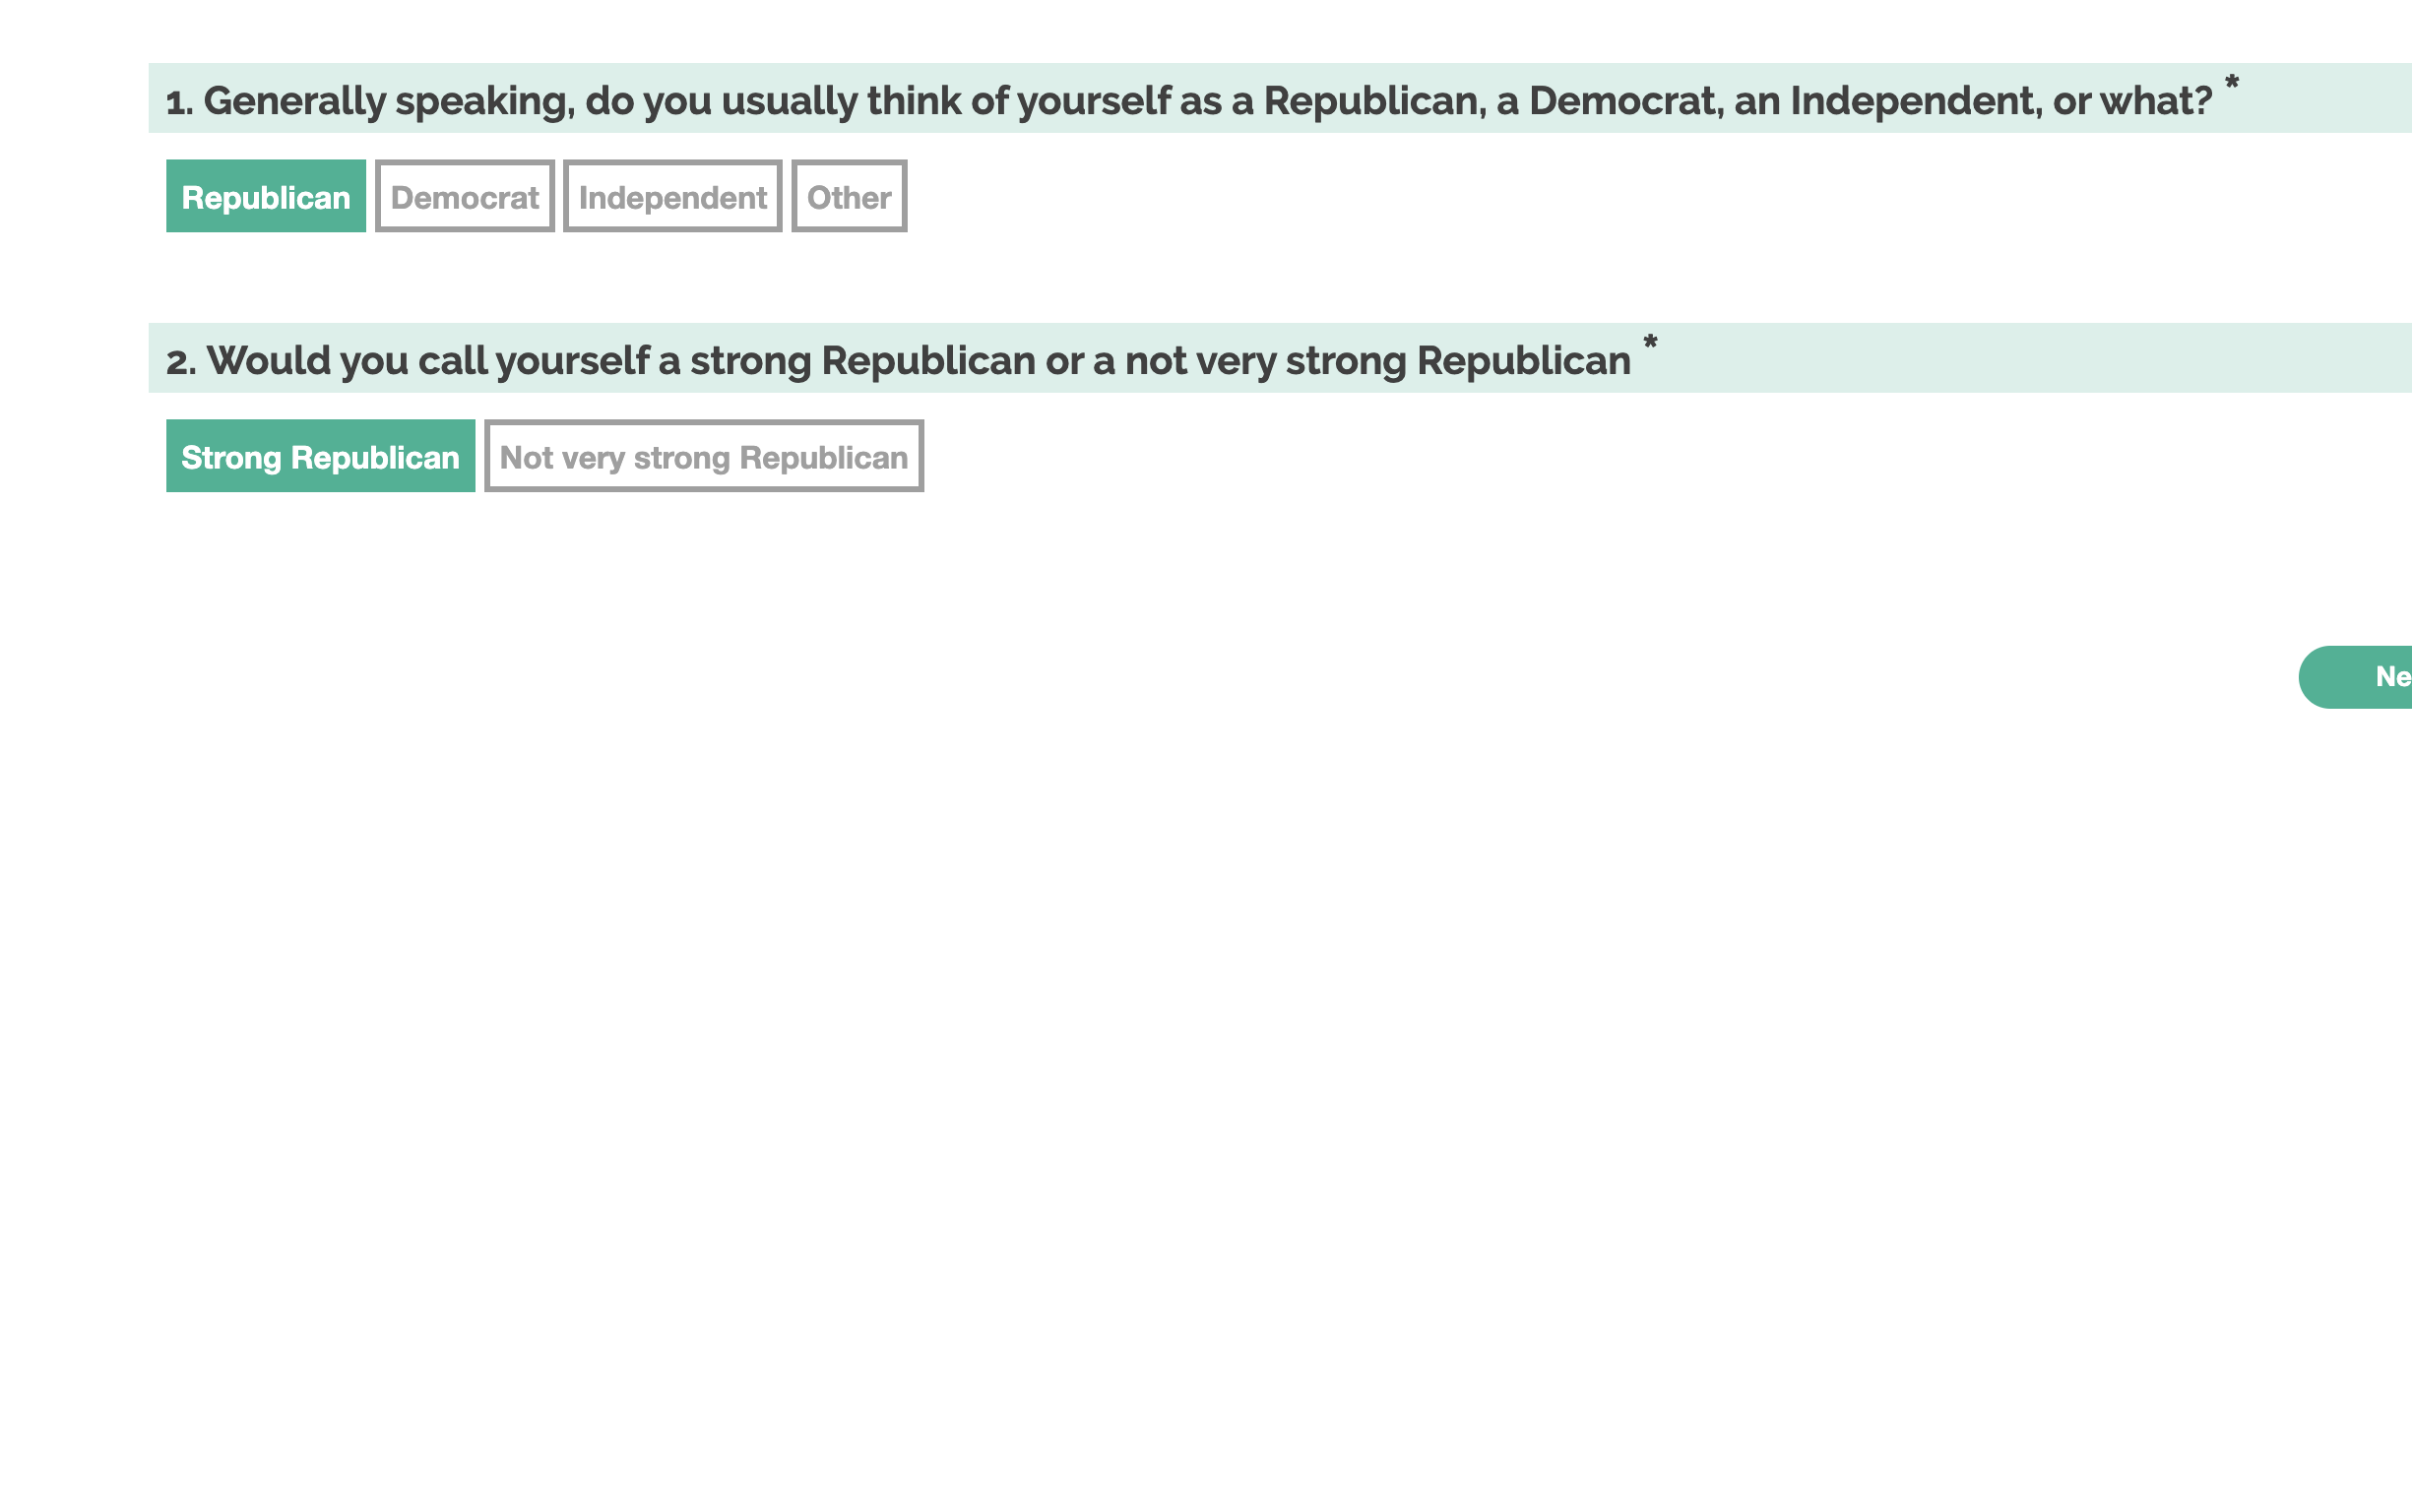 1. Generally speaking, do you usually think of yourself as a Republican, a Democrat, an Independent, or what? *
Republican Democrat Independent Other
2. Would you call yourself a strong Republican or a not very strong Republican *
Strong Republican Not very strong Republican
Ne